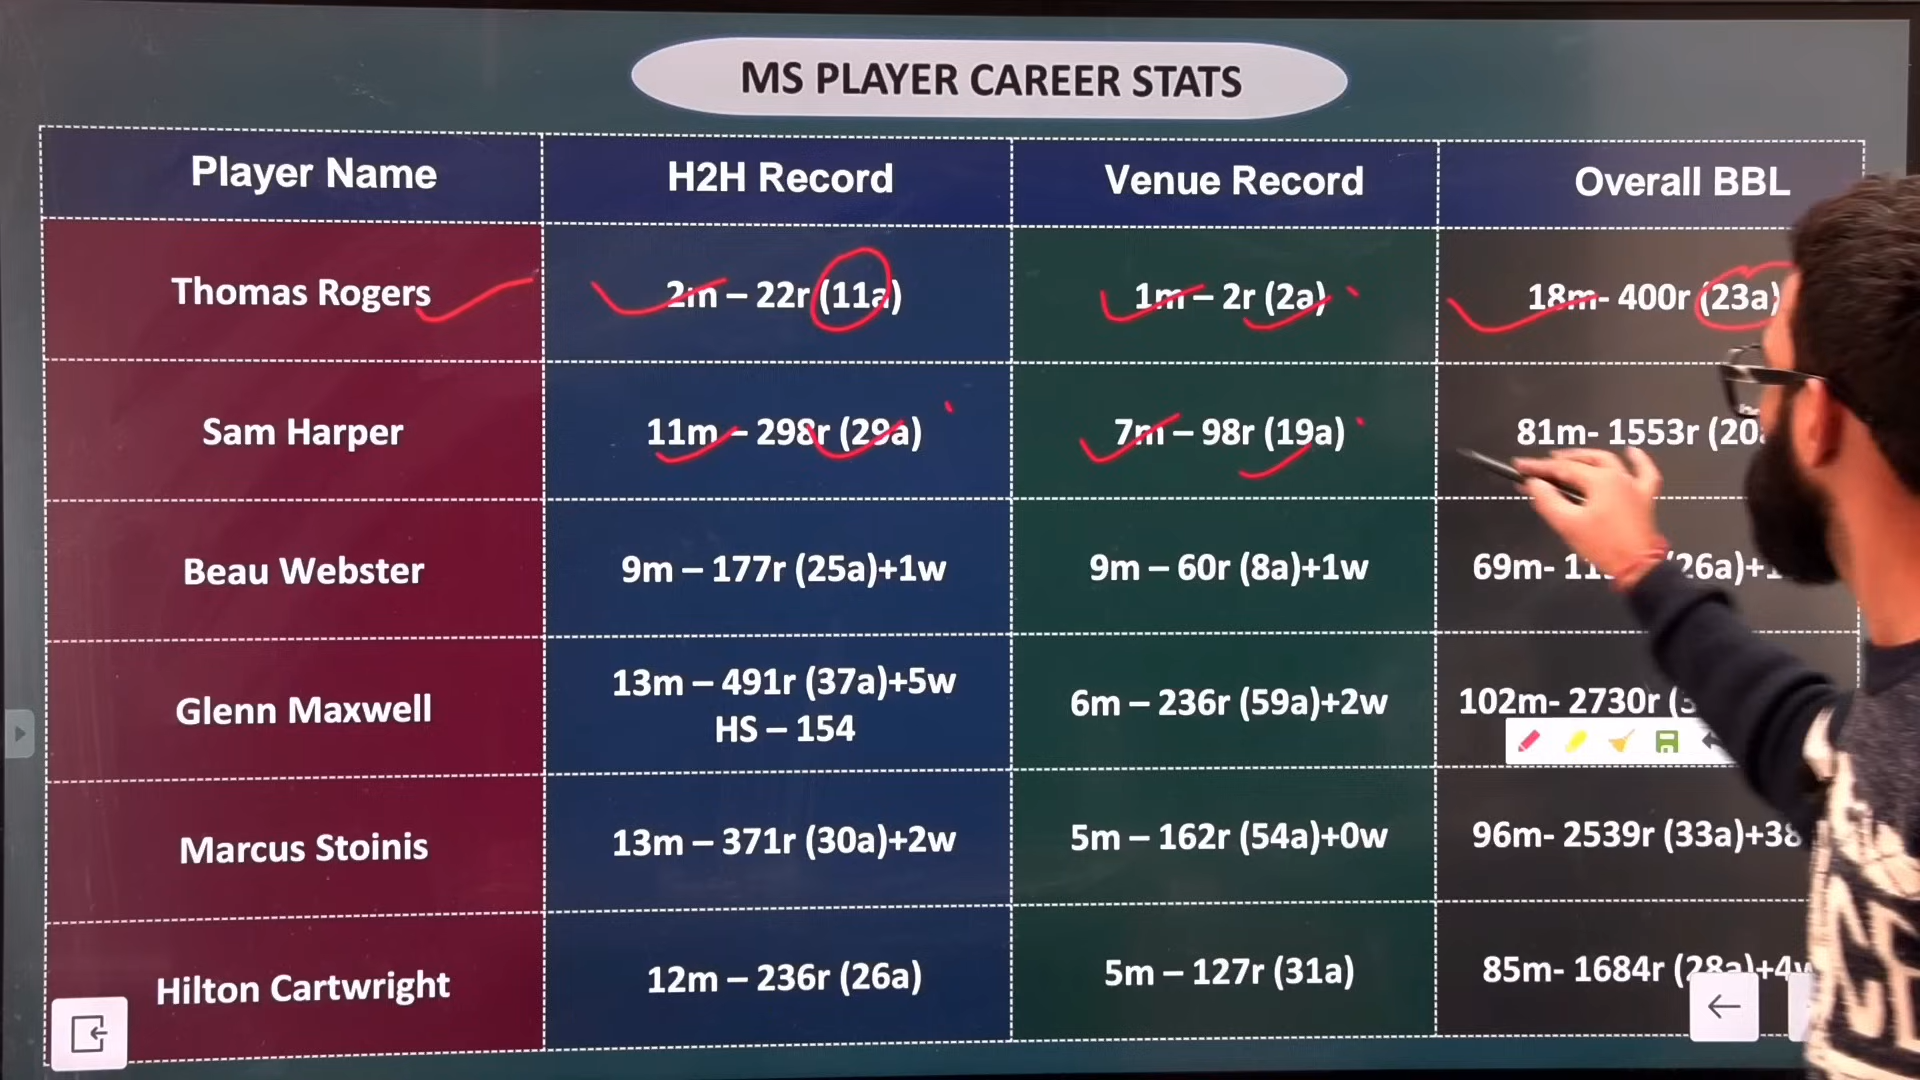 MS PLAYER CAREER STATS
Player Name H2H Record Venue Record Overall BBL
Thomas Rogers 2m – 22r (11a) 1m – 2r (2a) 18m- 400r (23a)
Sam Harper 11m – 298r (29a) 7m – 98r (19a) 81m- 1553r
Beau Webster 9m – 177r (25a)+1w 9m – 60r (8a)+1w 69m-
Glenn Maxwell 13m – 491r (37a)+5w 6m – 236r (59a)+2w 102m- 2730r
HS – 154
Marcus Stoinis 13m – 371r (30a)+2w 5m – 162r (54a)+0w 96m- 2539r (33a)+38
Hilton Cartwright 12m – 236r (26a) 5m – 127r (31a) 85m- 1684r (28a)+4w